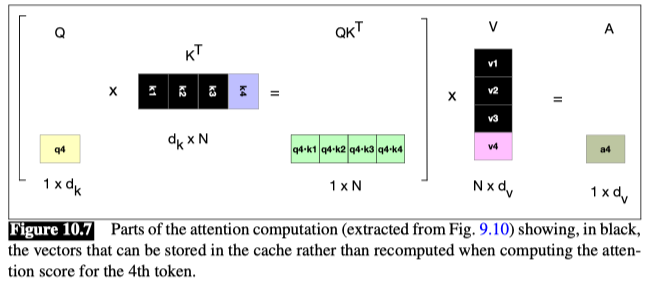 Q
K^T
QK^T
V
A
x
k1 k2 k3 k4
=
x
v1
v2
v3
v4
=
q4
d_k x N
q4•k1 q4•k2 q4•k3 q4•k4
a4
1 x d_k
1 x N
N x d_v
1 x d_v
Figure 10.7 Parts of the attention computation (extracted from Fig. 9.10) showing, in black,
the vectors that can be stored in the cache rather than recomputed when computing the atten-
tion score for the 4th token.